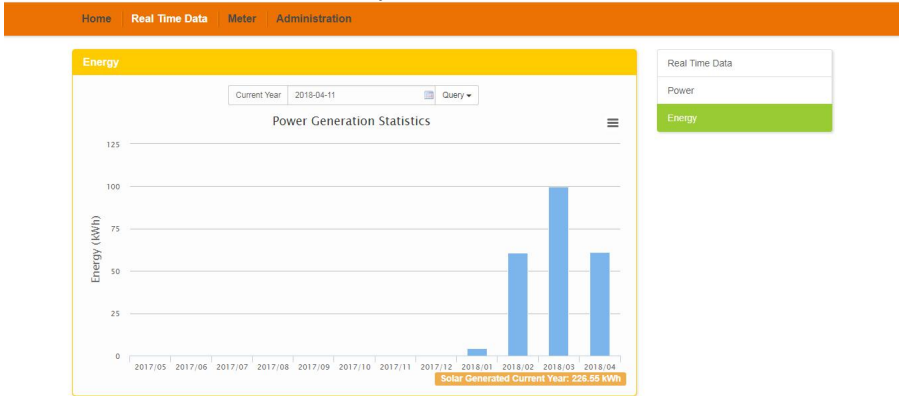 Home Real Time Data Meter Administration
Energy
Current Year 2018-04-11 Query
Power Generation Statistics
Energy (kWh)
125
100
75
50
25
0
2017/05 2017/06 2017/07 2017/08 2017/09 2017/10 2017/11 2017/12 2018/01 2018/02 2018/03 2018/04
Solar Generated Current Year: 226.55 kWh
Real Time Data
Power
Energy